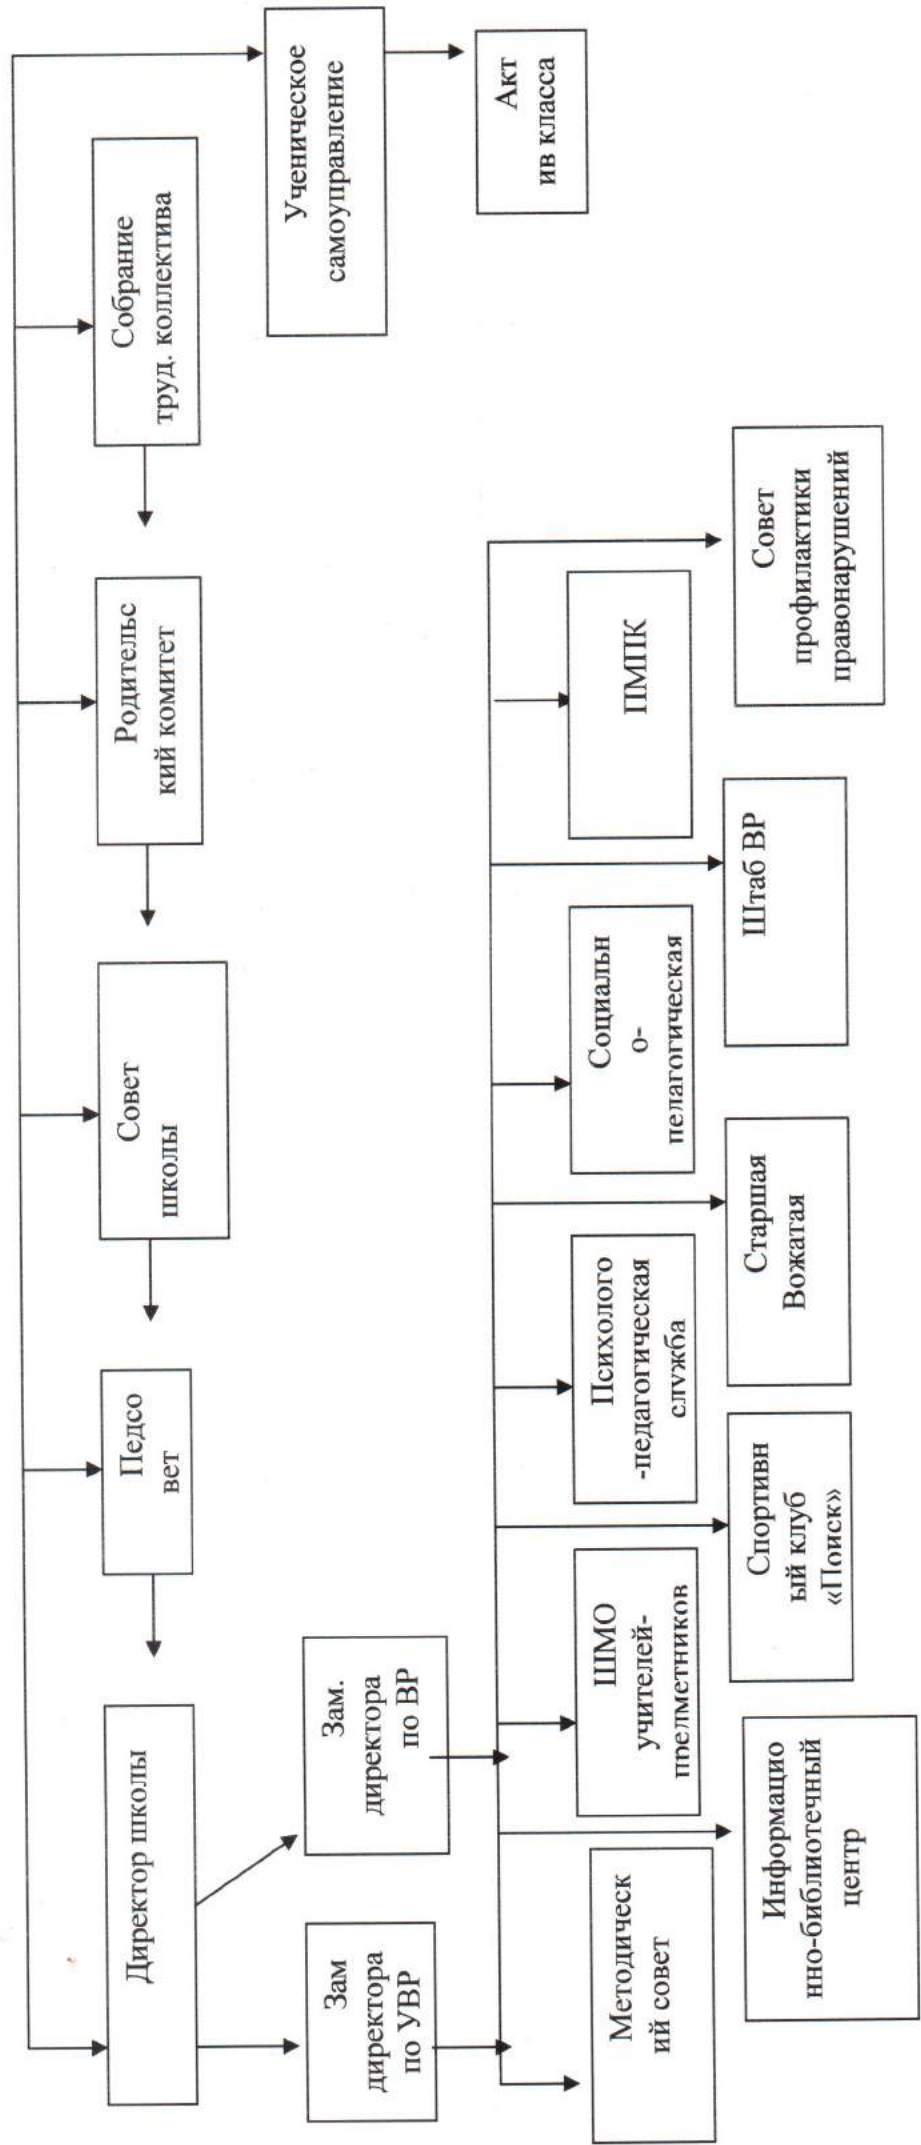 Директор школы
Педсо
вет
Совет
школы
Родительс
кий комитет
Собрание
труд. коллектива
Ученическое
самоуправление
Зам
директора
по УВР
Зам.
директора
по ВР
Акт
ив класса
Методическ
ий совет
ШМО
учителей-
предметников
Психолого
-педагогическая
служба
Социальн
о-
педагогическая
ПМПК
Информацио
нно-библиотечный
центр
Спортивн
ый клуб
«Поиск»
Старшая
Вожатая
Штаб ВР
Совет
профилактики
правонарушений